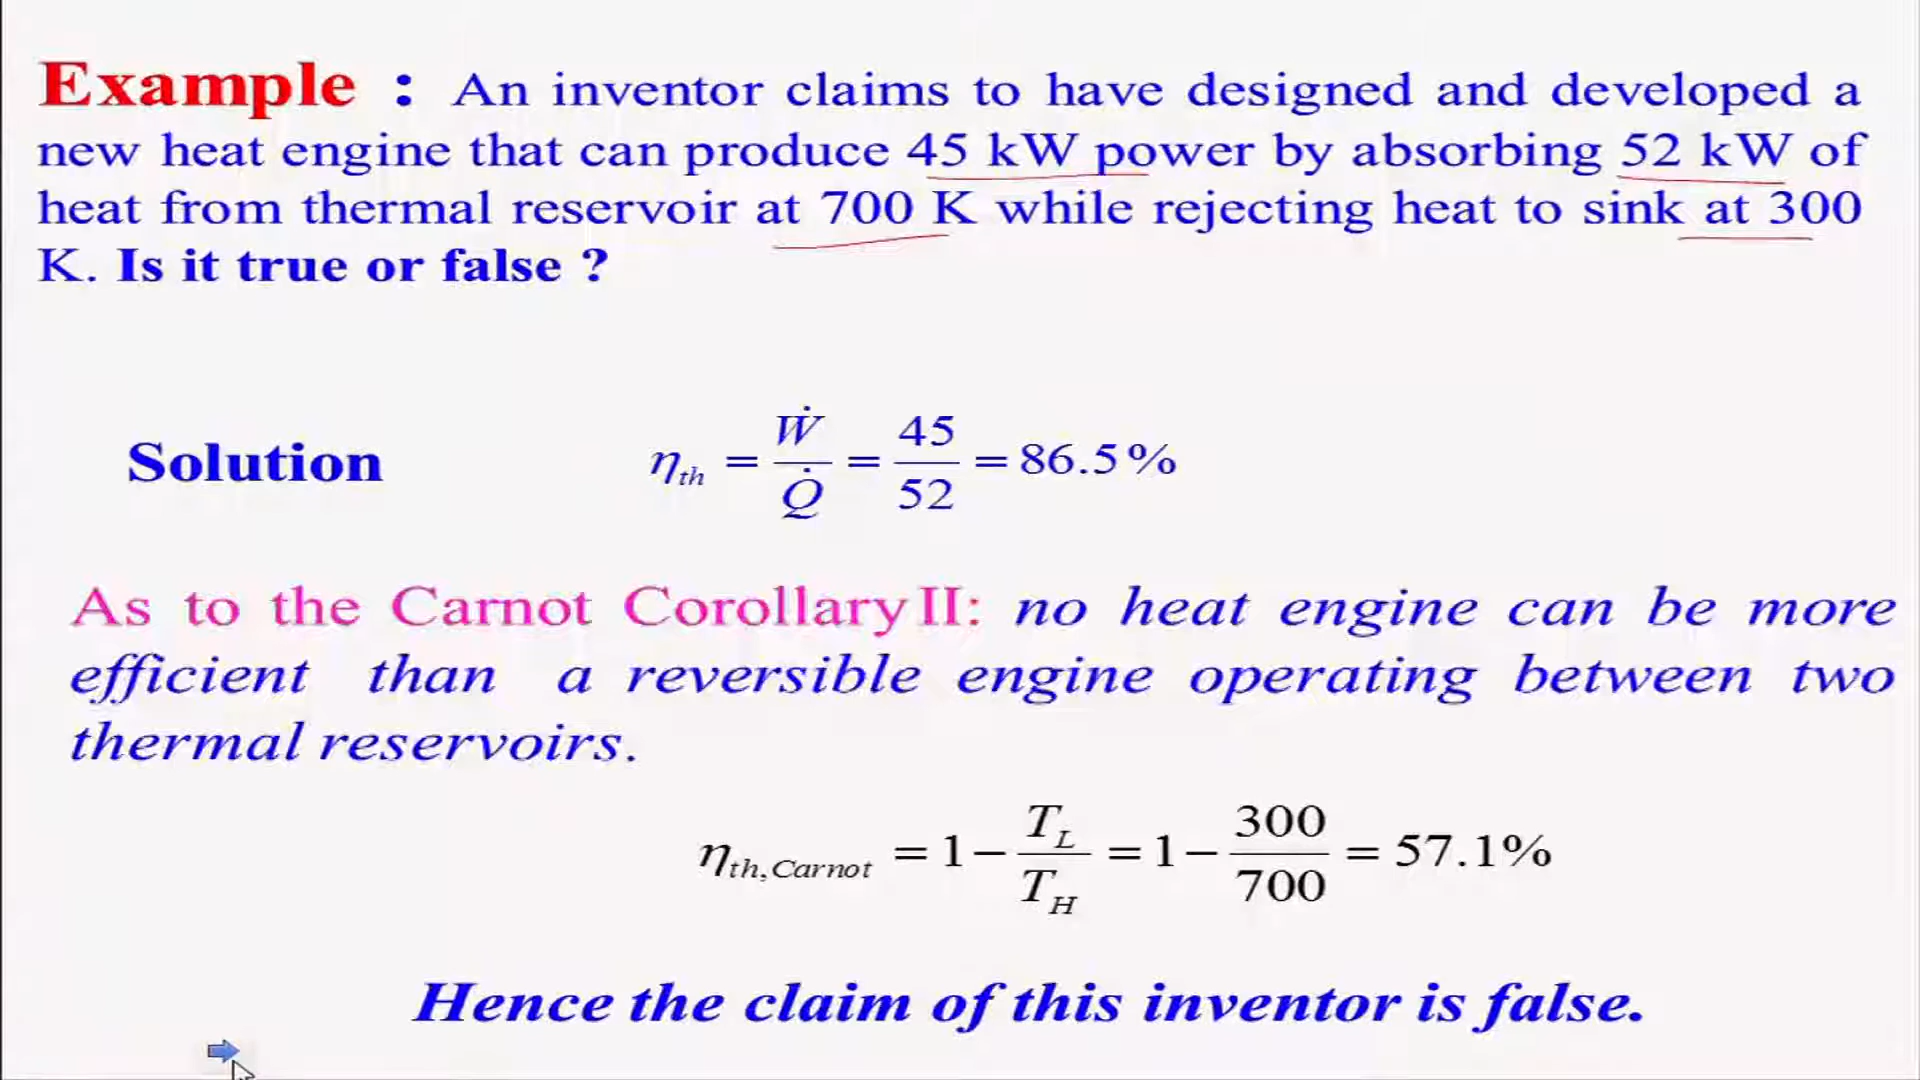 Example : An inventor claims to have designed and developed a
new heat engine that can produce 45 kW power by absorbing 52 kW of
heat from thermal reservoir at 700 K while rejecting heat to sink at 300
K. Is it true or false ?
Solution η_th = Ẇ/Q̇ = 45/52 = 86.5%
As to the Carnot Corollary II: no heat engine can be more
efficient than a reversible engine operating between two
thermal reservoirs.
η_th,Carnot = 1 − T_L/T_H = 1 − 300/700 = 57.1%
Hence the claim of this inventor is false.